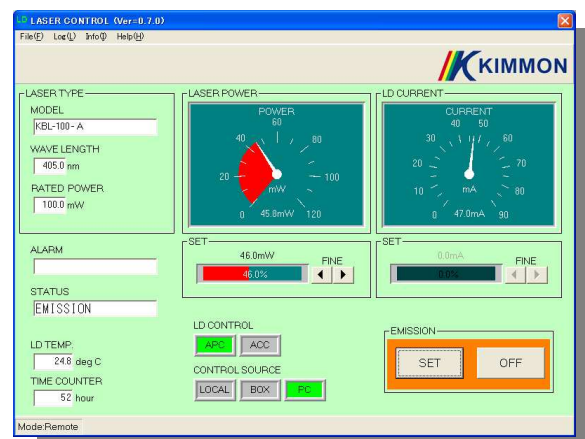 LD LASER CONTROL (Ver=0.7.0)
File(F) Log(L) Info(I) Help(H)
KIMMON
LASER TYPE
MODEL
KBL-100-A
WAVE LENGTH
405.0 nm
RATED POWER
100.0 mW
LASER POWER
POWER
60
40 80
20 100
mW
0 45.8mW 120
LD CURRENT
CURRENT
40 50
30 60
20 70
10 80
mA
0 47.0mA 90
ALARM
STATUS
EMISSION
SET
46.0mW FINE
46.0%
SET
0.0mA FINE
0.0%
LD TEMP.
24.8 deg C
TIME COUNTER
52 hour
LD CONTROL
APC ACC
CONTROL SOURCE
LOCAL BOX PC
EMISSION
SET OFF
Mode:Remote